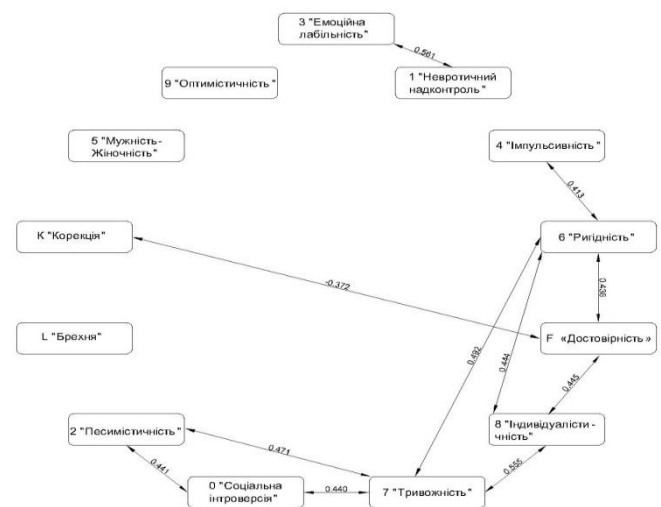 3 "Емоційна
лабільність"
0.561
9 "Оптимістичність "
1 "Невротичний
надконтроль "
5 "Мужність-
Жіночність"
4 "Імпульсивність "
0.413
К "Корекція"
6 "Ригідність"
-0.372
0.436
L "Брехня"
F «Достовірність»
0.492
0.444
0.445
2 "Песимістичність"
8 "Індивідуалісти -
чність"
0.471
0.441
0.555
0 "Соціальна
інтроверсія"
0.440
7 "Тривожність"